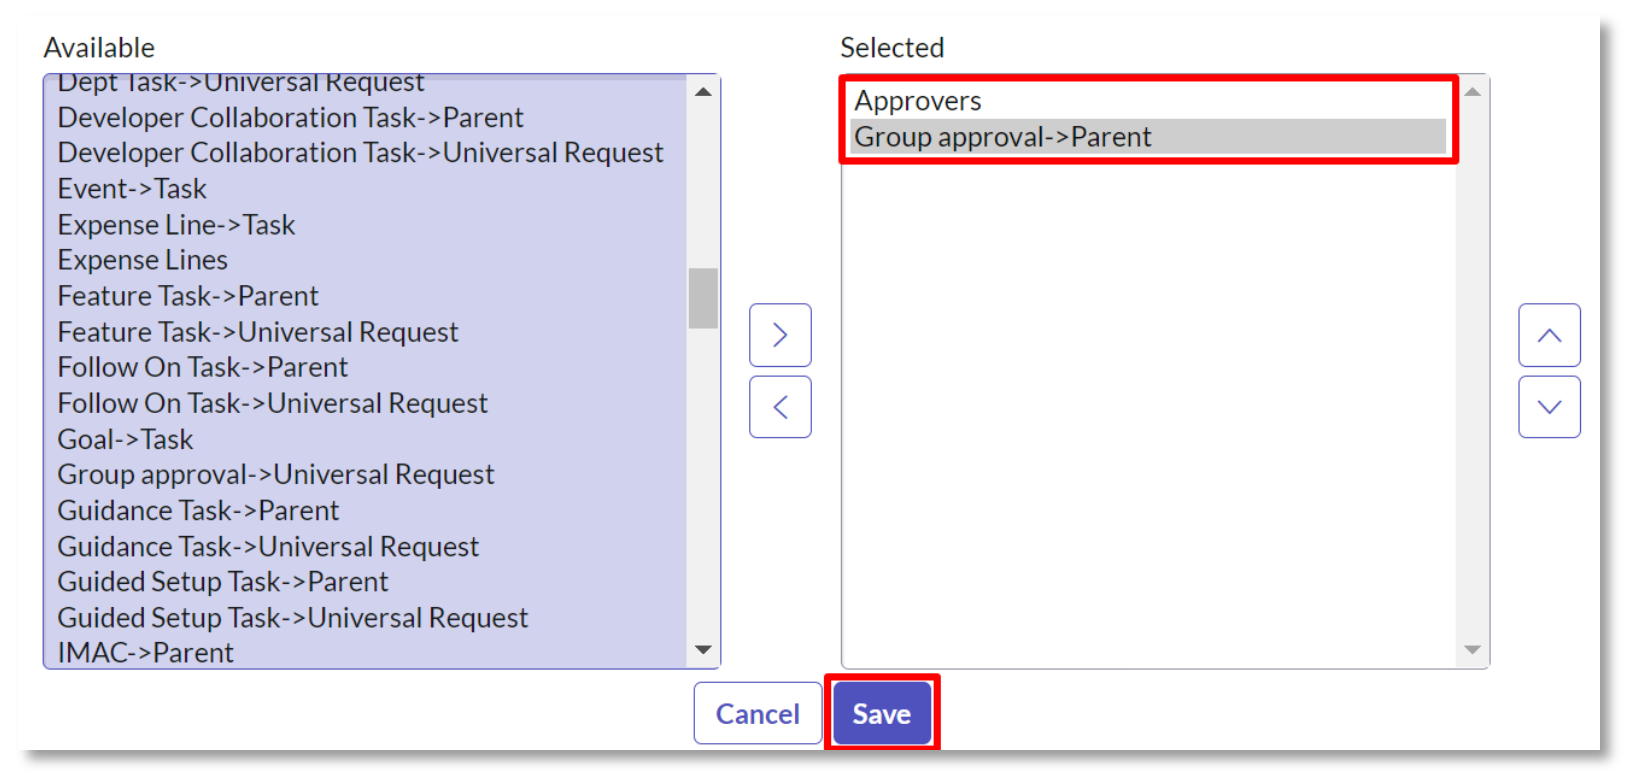 Available
Dept Task->Universal Request
Developer Collaboration Task->Parent
Developer Collaboration Task->Universal Request
Event->Task
Expense Line->Task
Expense Lines
Feature Task->Parent
Feature Task->Universal Request
Follow On Task->Parent
Follow On Task->Universal Request
Goal->Task
Group approval->Universal Request
Guidance Task->Parent
Guidance Task->Universal Request
Guided Setup Task->Parent
Guided Setup Task->Universal Request
IMAC->Parent
Selected
Approvers
Group approval->Parent
Cancel
Save